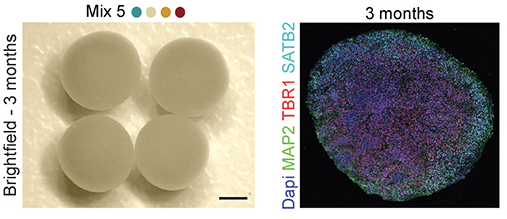 Mix 5
3 months
Brightfield - 3 months
Dapi MAP2 TBR1 SATB2